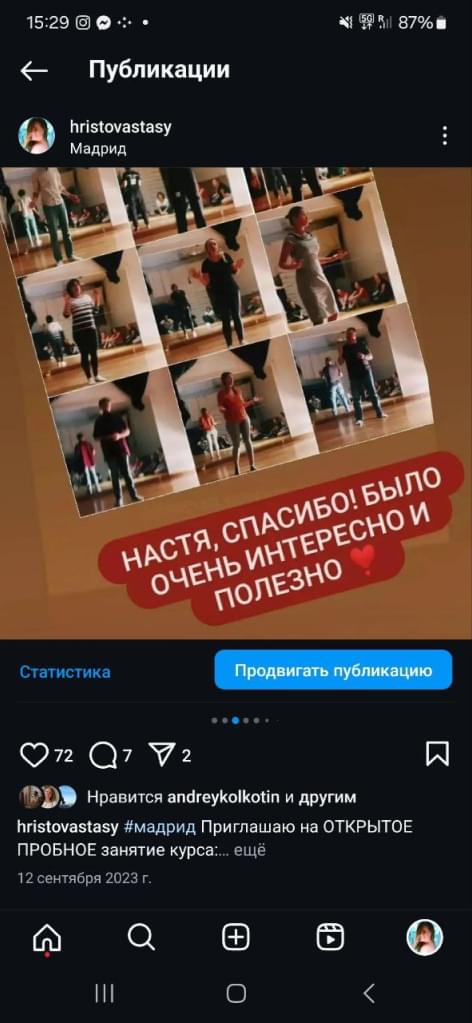 15:29
5G
87%
Публикации
hristovastasy
Мадрид
НАСТЯ, СПАСИБО! БЫЛО
ОЧЕНЬ ИНТЕРЕСНО И
ПОЛЕЗНО
Статистика
Продвигать публикацию
72 7 2
Нравится andreykolkotin и другим
hristovastasy #мадрид Приглашаю на ОТКРЫТОЕ
ПРОБНОЕ занятие курса:... ещё
12 сентября 2023 г.